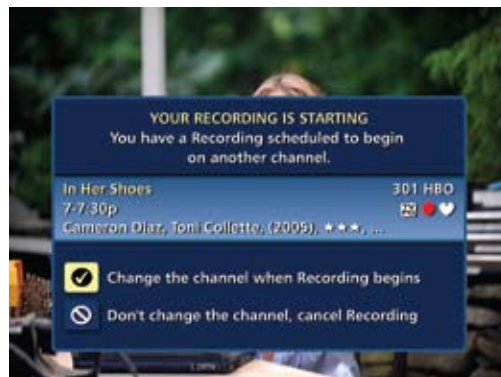 YOUR RECORDING IS STARTING
You have a Recording scheduled to begin
on another channel.
In Her Shoes 301 HBO
7-7:30p
Cameron Diaz, Toni Collette, (2005), ★★★, ...
Change the channel when Recording begins
Don't change the channel, cancel Recording